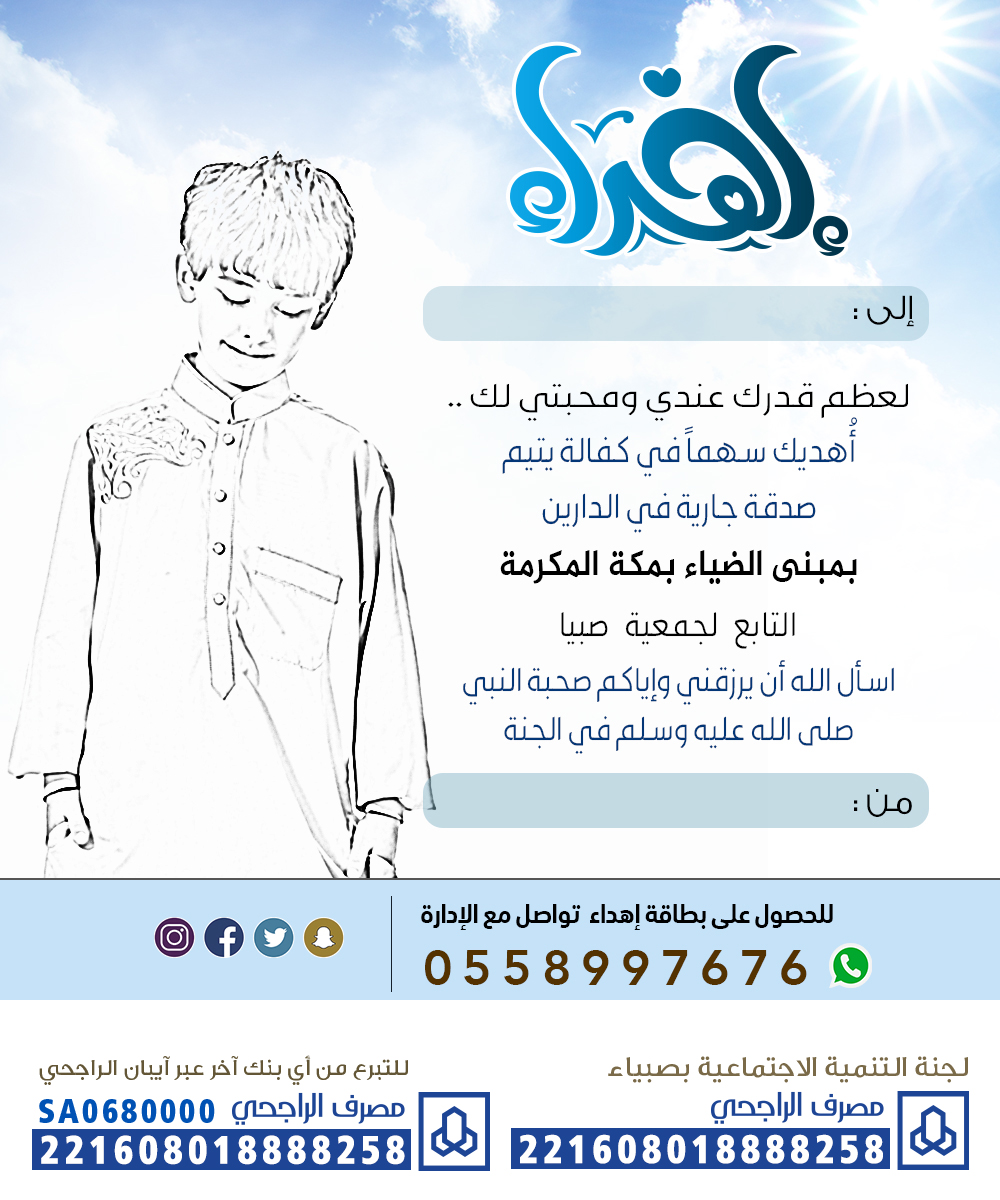 إهداء
إلى :
لعظم قدرك عندي ومحبتي لك ..
أُهديك سهماً في كفالة يتيم
صدقة جارية في الدارين
بمبنى الضياء بمكة المكرمة
التابع لجمعية صبيا
اسأل الله أن يرزقني وإياكم صحبة النبي
صلى الله عليه وسلم في الجنة
من :
للحصول على بطاقة إهداء تواصل مع الإدارة
0558997676
لجنة التنمية الاجتماعية بصبياء
مصرف الراجحي
221608018888258
للتبرع من أي بنك آخر عبر آيبان الراجحي
مصرف الراجحي SA0680000
221608018888258